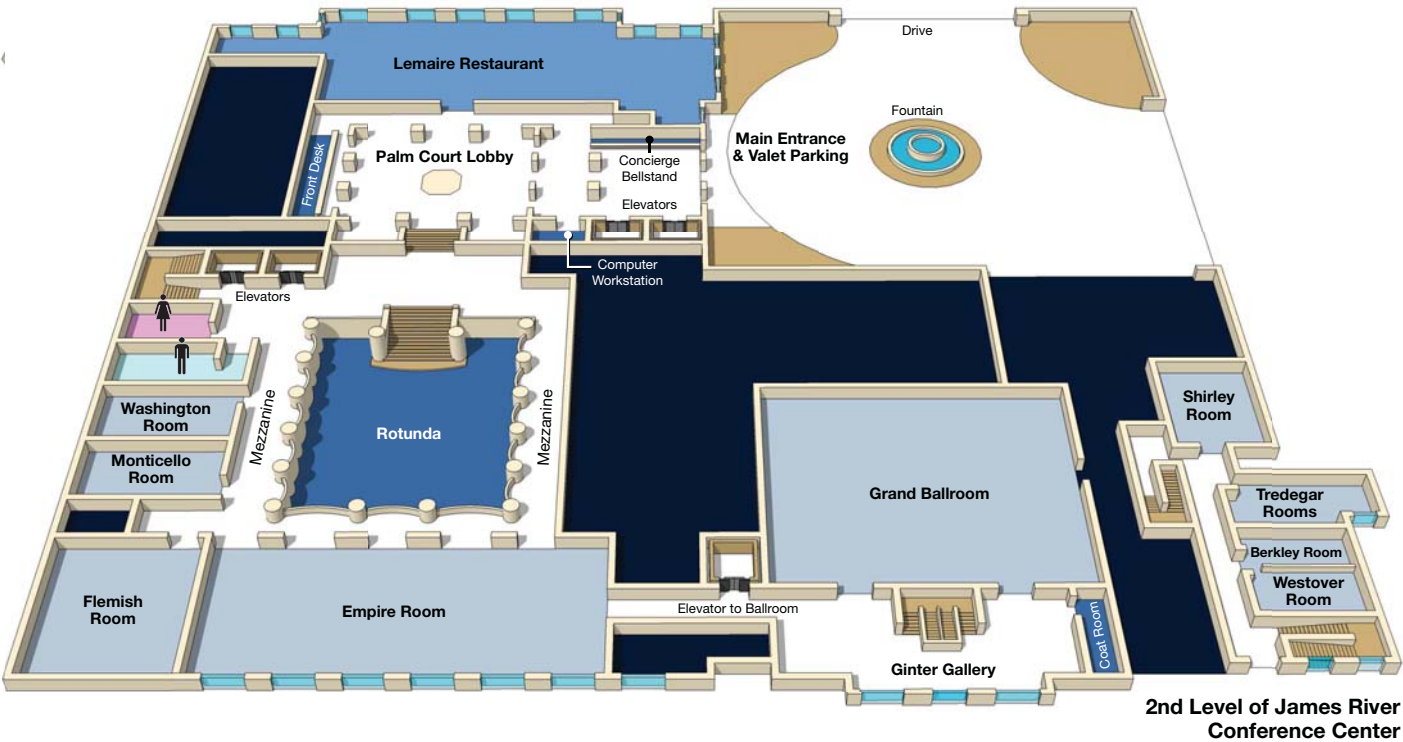 Drive
Lemaire Restaurant
Fountain
Main Entrance
& Valet Parking
Palm Court Lobby
Concierge
Bellstand
Front Desk
Elevators
Computer
Workstation
Elevators
Mezzanine
Mezzanine
Washington
Room
Rotunda
Monticello
Room
Shirley
Room
Grand Ballroom
Tredegar
Rooms
Berkley Room
Westover
Room
Flemish
Room
Empire Room
Elevator to Ballroom
Coat Room
Ginter Gallery
2nd Level of James River
Conference Center